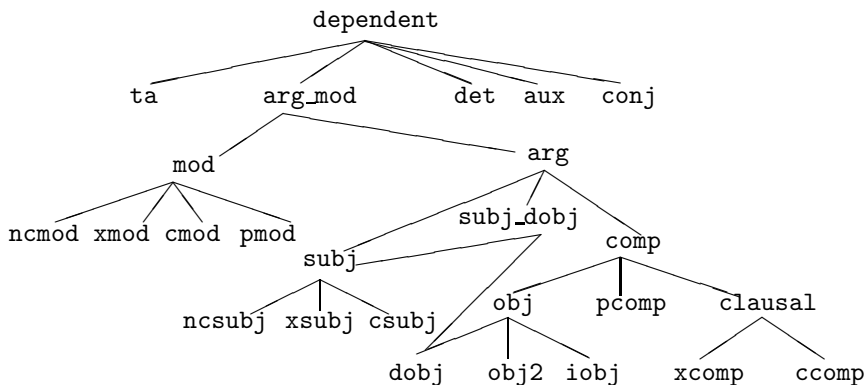 dependent
ta arg_mod det aux conj
mod arg
ncmod xmod cmod pmod subj_dobj
subj comp
ncsubj xsubj csubj obj pcomp clausal
dobj obj2 iobj xcomp ccomp